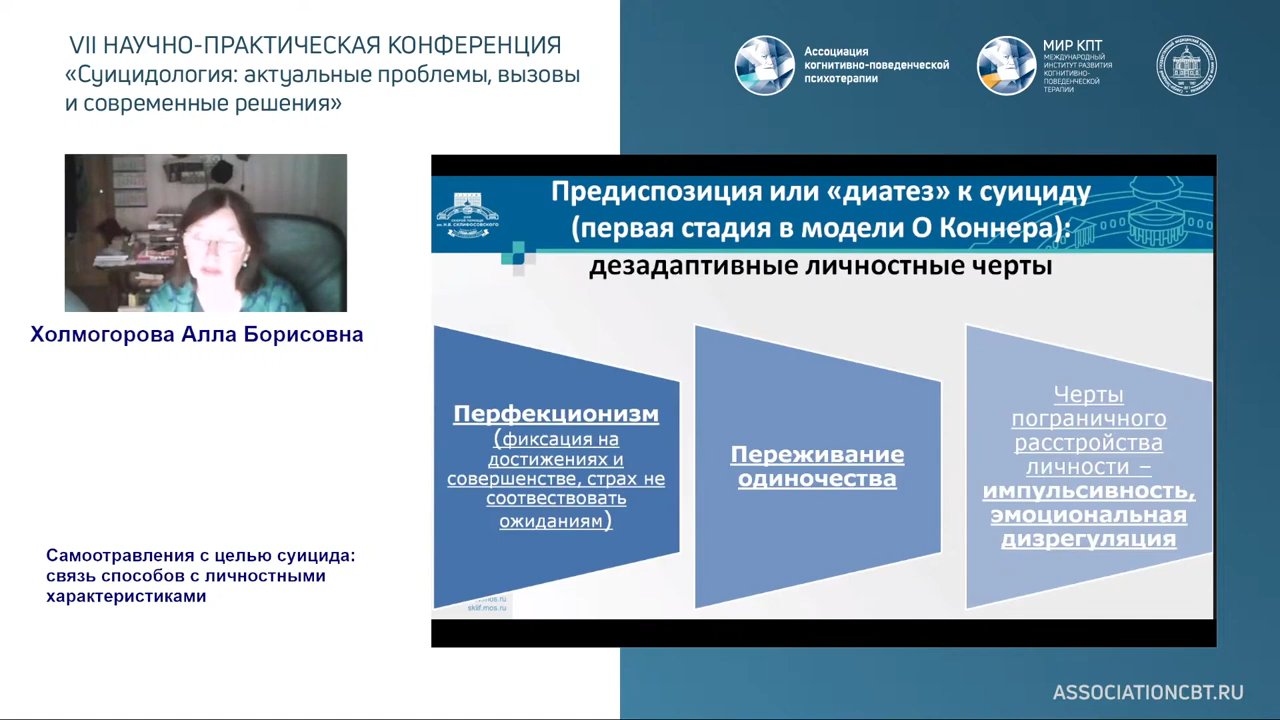 VII НАУЧНО-ПРАКТИЧЕСКАЯ КОНФЕРЕНЦИЯ
«Суицидология: актуальные проблемы, вызовы
и современные решения»
Ассоциация
когнитивно-поведенческой
психотерапии
МИР КПТ
МЕЖДУНАРОДНЫЙ
ИНСТИТУТ РАЗВИТИЯ
КОГНИТИВНО-
ПОВЕДЕНЧЕСКОЙ
ТЕРАПИИ
Холмогорова Алла Борисовна
Самоотравления с целью суицида:
связь способов с личностными
характеристиками
им. Н.В. СКЛИФОСОВСКОГО
Предиспозиция или «диатез» к суициду
(первая стадия в модели О Коннера):
дезадаптивные личностные черты
Перфекционизм
(фиксация на
достижениях и
совершенстве, страх не
соотвествовать
ожиданиям)
Переживание
одиночества
Черты
пограничного
расстройства
личности –
импульсивность,
эмоциональная
дизрегуляция
sklif.mos.ru
ASSOCIATIONCBT.RU